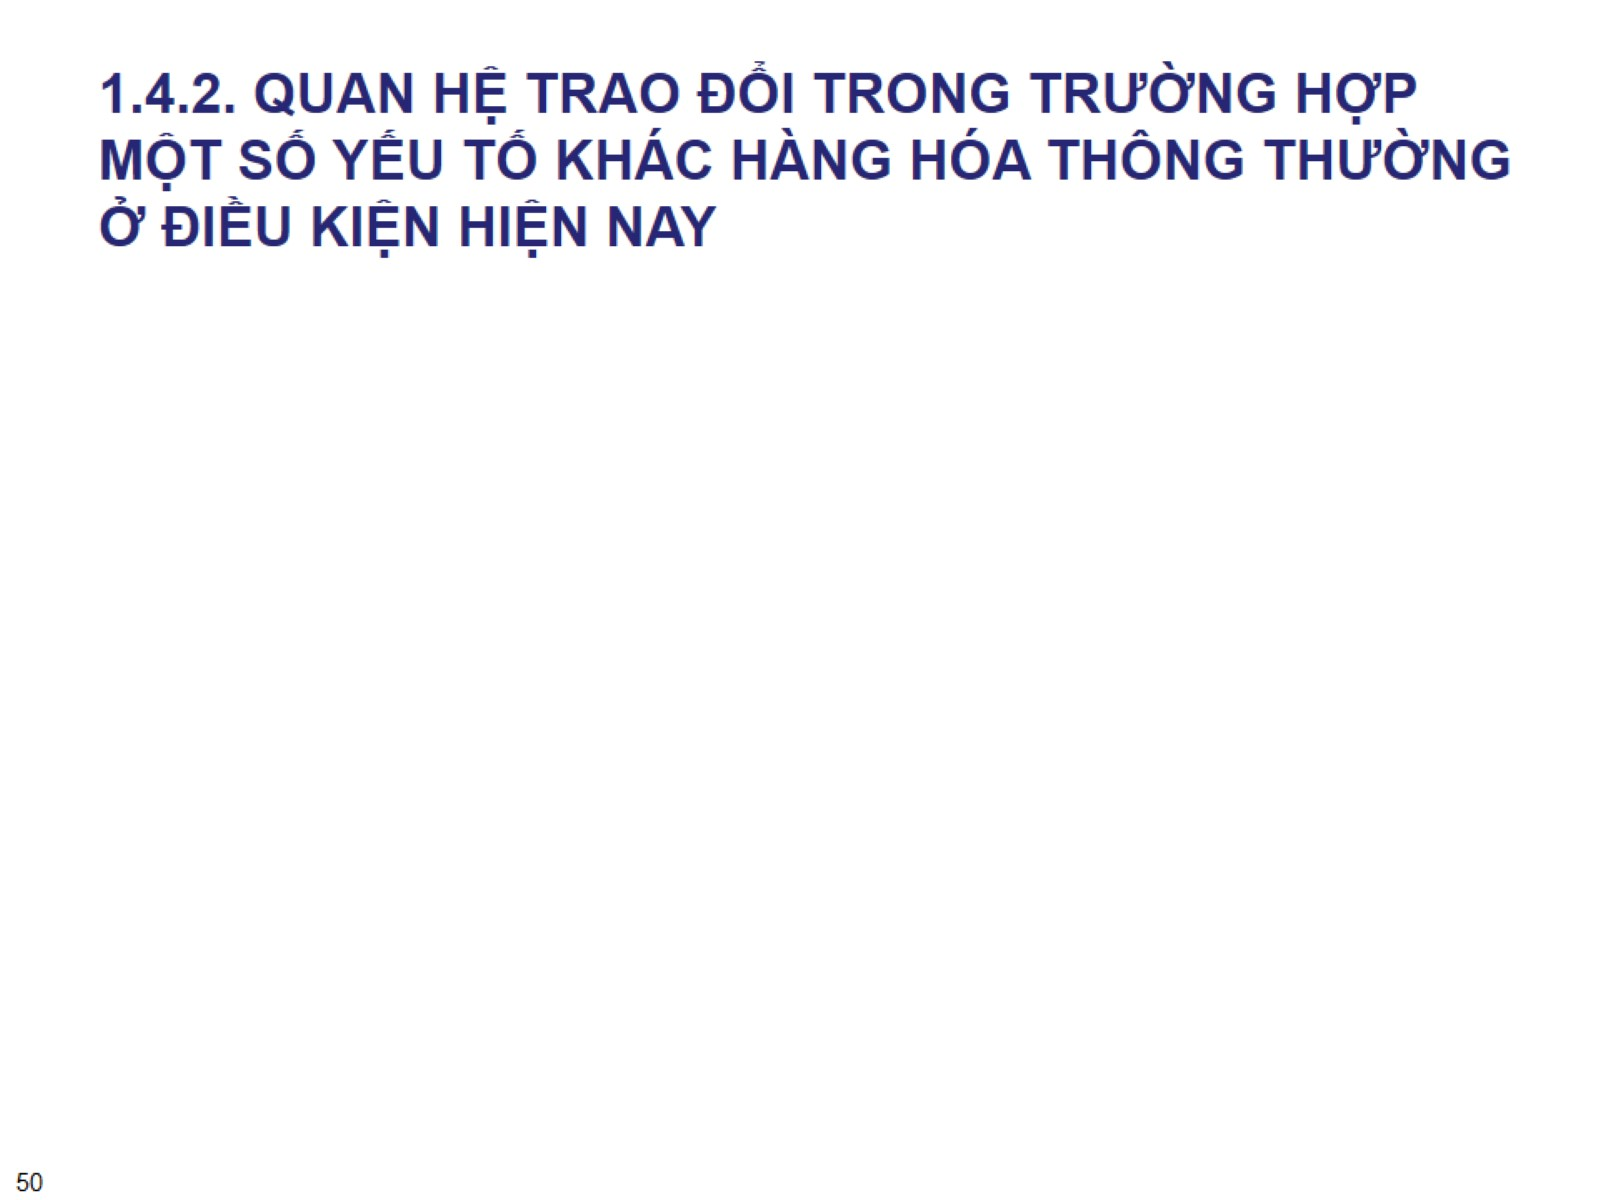 1.4.2. QUAN HỆ TRAO ĐỔI TRONG TRƯỜNG HỢP
MỘT SỐ YẾU TỐ KHÁC HÀNG HÓA THÔNG THƯỜNG
Ở ĐIỀU KIỆN HIỆN NAY
50